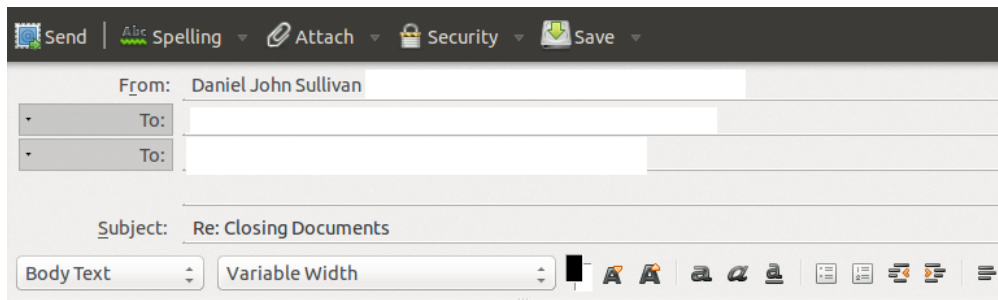 Send Abc Spelling Attach Security Save
From: Daniel John Sullivan
To:
To:
Subject: Re: Closing Documents
Body Text Variable Width A A a a a